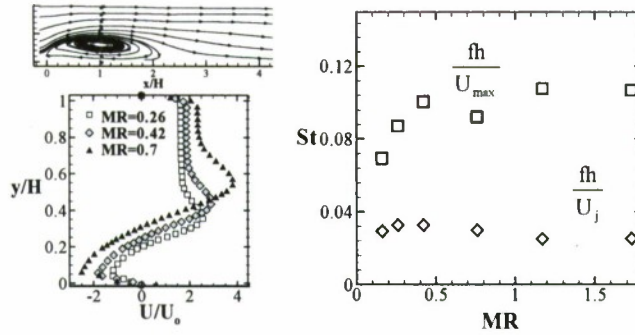 0 1 2 3 4
x/H
1
0.8
0.6
0.4
0.2
0
y/H
MR=0.26
MR=0.42
MR=0.7
-2 0 2 4
U/Uo
0.12
0.08
0.04
0
St
fh
Umax
fh
Uj
0 0.5 1 1.5
MR